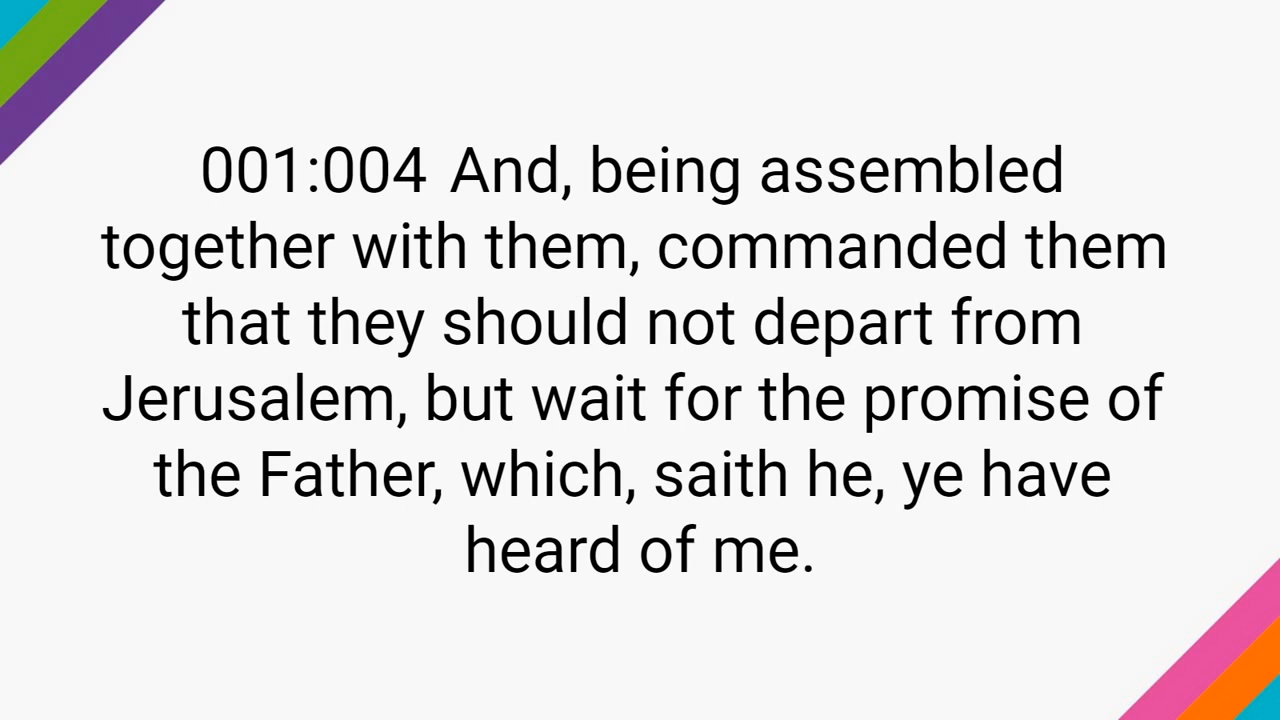 001:004 And, being assembled
together with them, commanded them
that they should not depart from
Jerusalem, but wait for the promise of
the Father, which, saith he, ye have
heard of me.